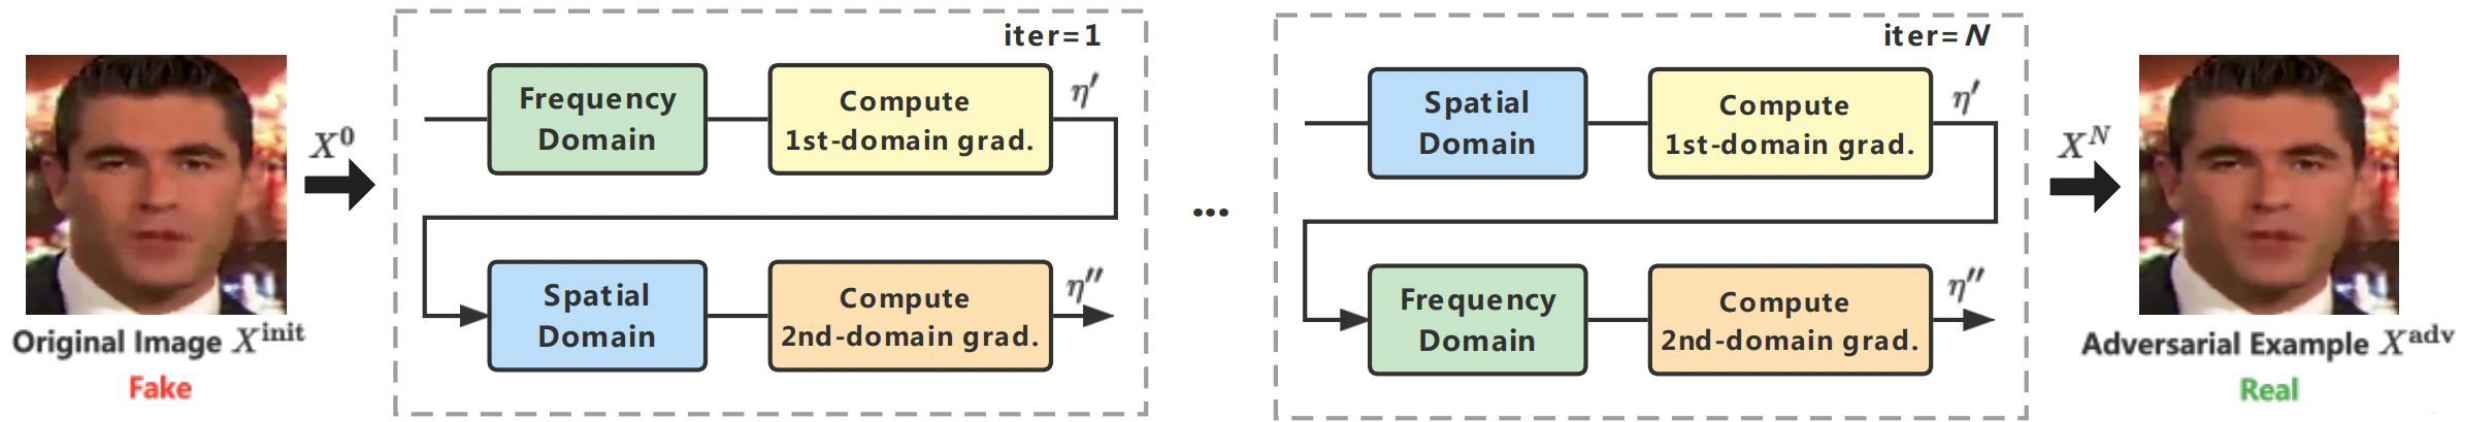 Original Image X^init
Fake
X^0
iter=1
Frequency
Domain
Compute
1st-domain grad.
η′
Spatial
Domain
Compute
2nd-domain grad.
η″
...
iter=N
Spatial
Domain
Compute
1st-domain grad.
η′
Frequency
Domain
Compute
2nd-domain grad.
η″
X^N
Adversarial Example X^adv
Real